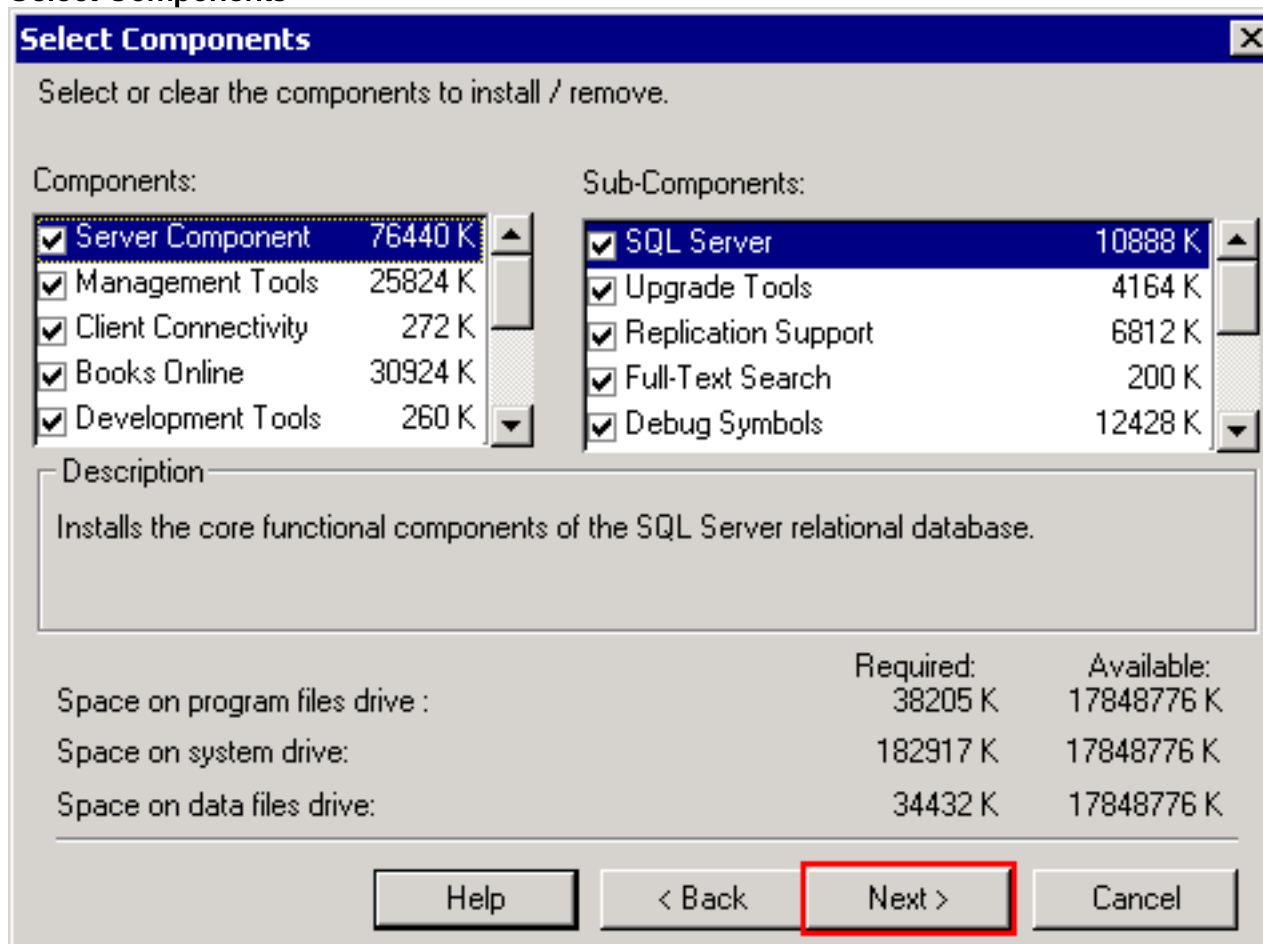 Select Components
Select Components
Select or clear the components to install / remove.
Components:
Sub-Components:
Server Component 76440 K
Management Tools 25824 K
Client Connectivity 272 K
Books Online 30924 K
Development Tools 260 K
SQL Server 10888 K
Upgrade Tools 4164 K
Replication Support 6812 K
Full-Text Search 200 K
Debug Symbols 12428 K
Description
Installs the core functional components of the SQL Server relational database.
Required: Available:
Space on program files drive : 38205 K 17848776 K
Space on system drive: 182917 K 17848776 K
Space on data files drive: 34432 K 17848776 K
Help < Back Next > Cancel